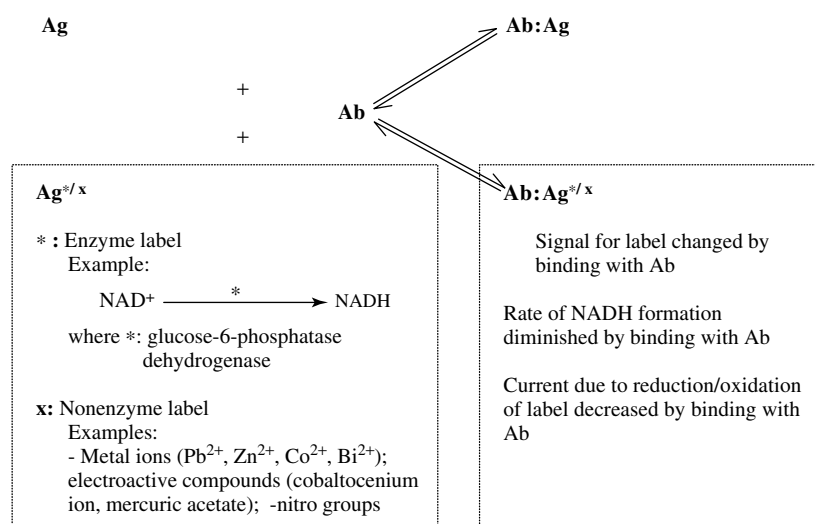 Ag
Ab:Ag
+
Ab
+
Ag*/ x
* : Enzyme label
Example:
NAD+ * NADH
where *: glucose-6-phosphatase
dehydrogenase
x: Nonenzyme label
Examples:
- Metal ions (Pb2+, Zn2+, Co2+, Bi2+);
electroactive compounds (cobaltocenium
ion, mercuric acetate); -nitro groups
Ab:Ag*/ x
Signal for label changed by
binding with Ab
Rate of NADH formation
diminished by binding with Ab
Current due to reduction/oxidation
of label decreased by binding with
Ab